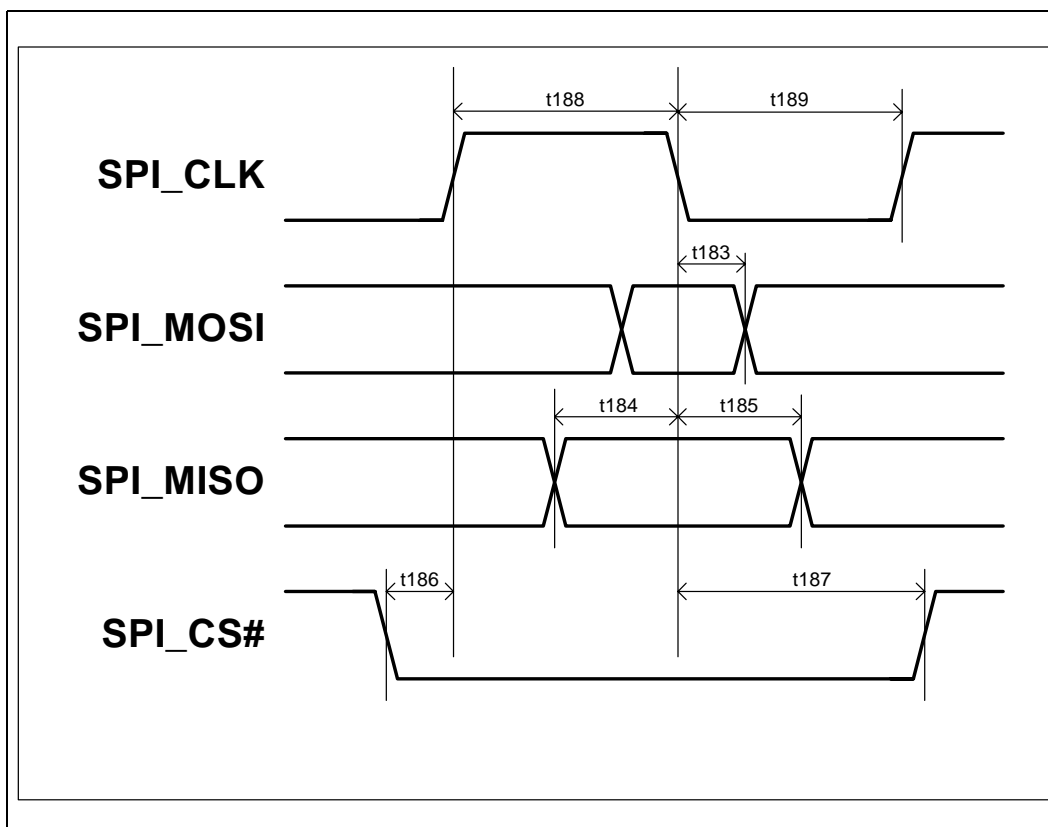 t188
t189
SPI_CLK
t183
SPI_MOSI
t184
t185
SPI_MISO
t186
t187
SPI_CS#